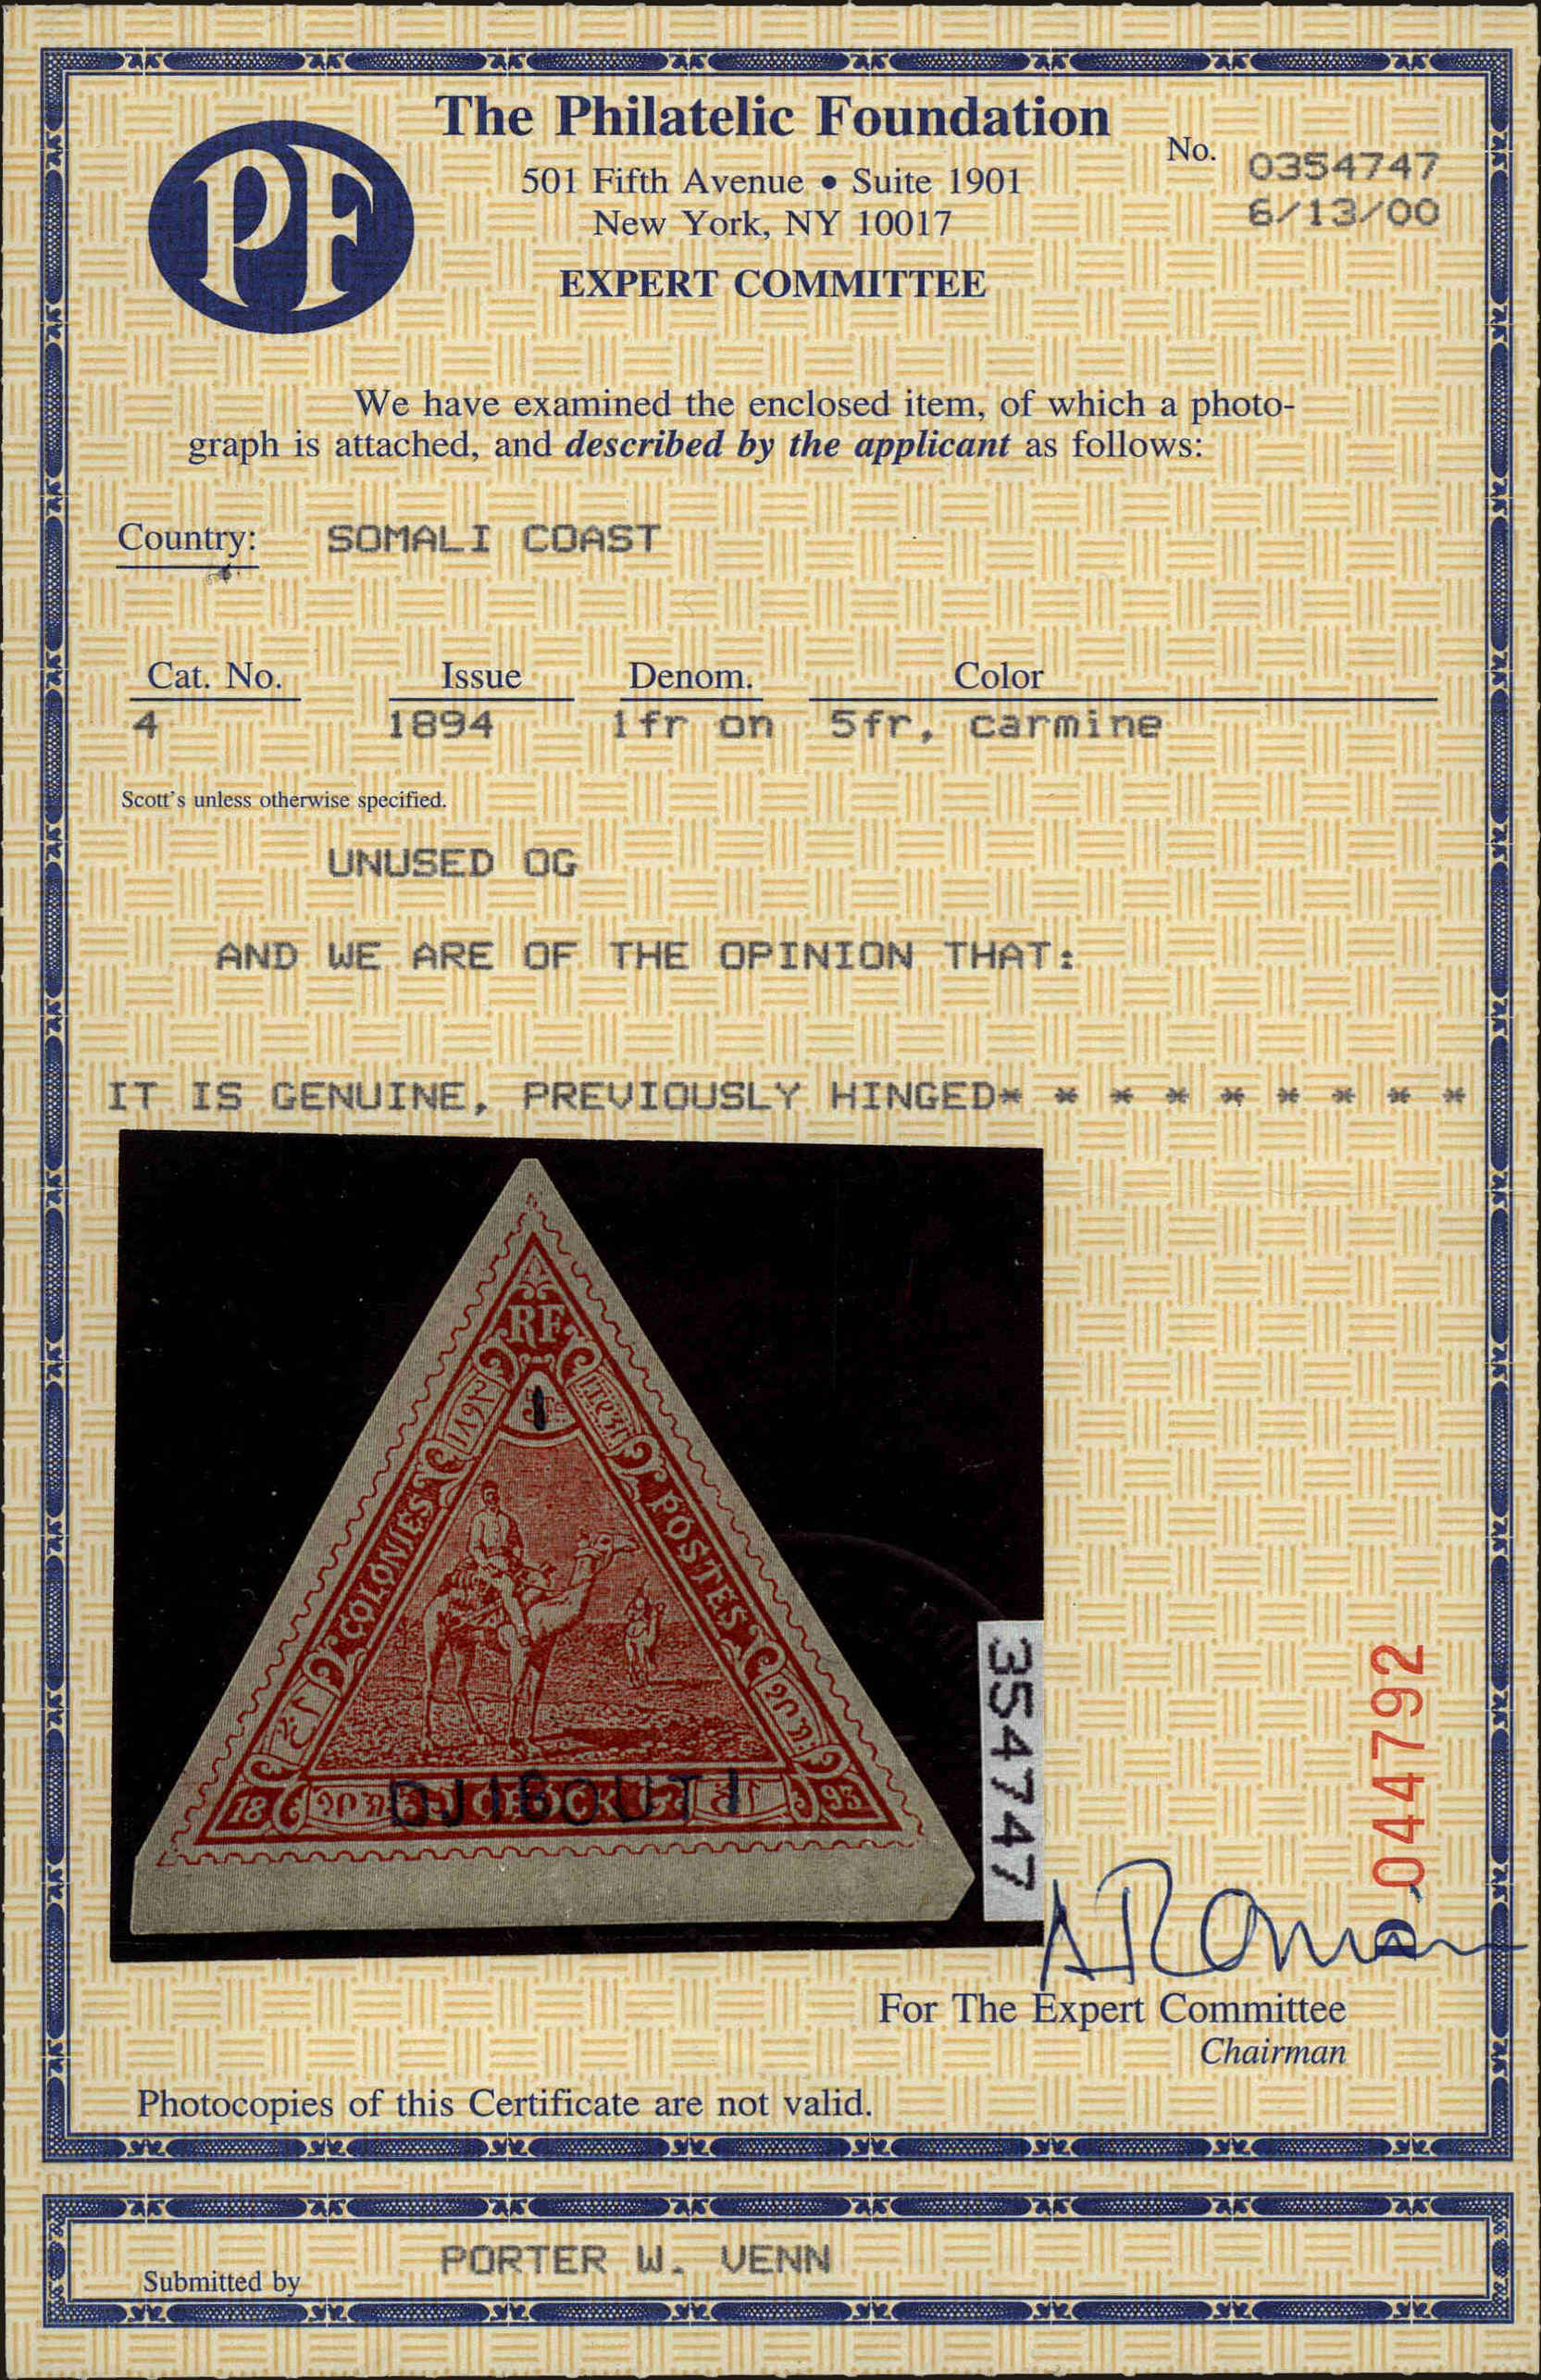 PF
The Philatelic Foundation
501 Fifth Avenue • Suite 1901
New York, NY 10017
EXPERT COMMITTEE
No. 0354747
6/13/00
We have examined the enclosed item, of which a photo-
graph is attached, and described by the applicant as follows:
Country: SOMALI COAST
Cat. No. Issue Denom. Color
4 1894 1fr on 5fr, carmine
Scott's unless otherwise specified.
UNUSED OG
AND WE ARE OF THE OPINION THAT:
IT IS GENUINE, PREVIOUSLY HINGED* * * * * * * * *
RF
1
COLONIES
POSTES
DJIBOUTI
OBOCK
18
93
354747
044792
D
For The Expert Committee
Chairman
Photocopies of this Certificate are not valid.
Submitted by PORTER W. VENN